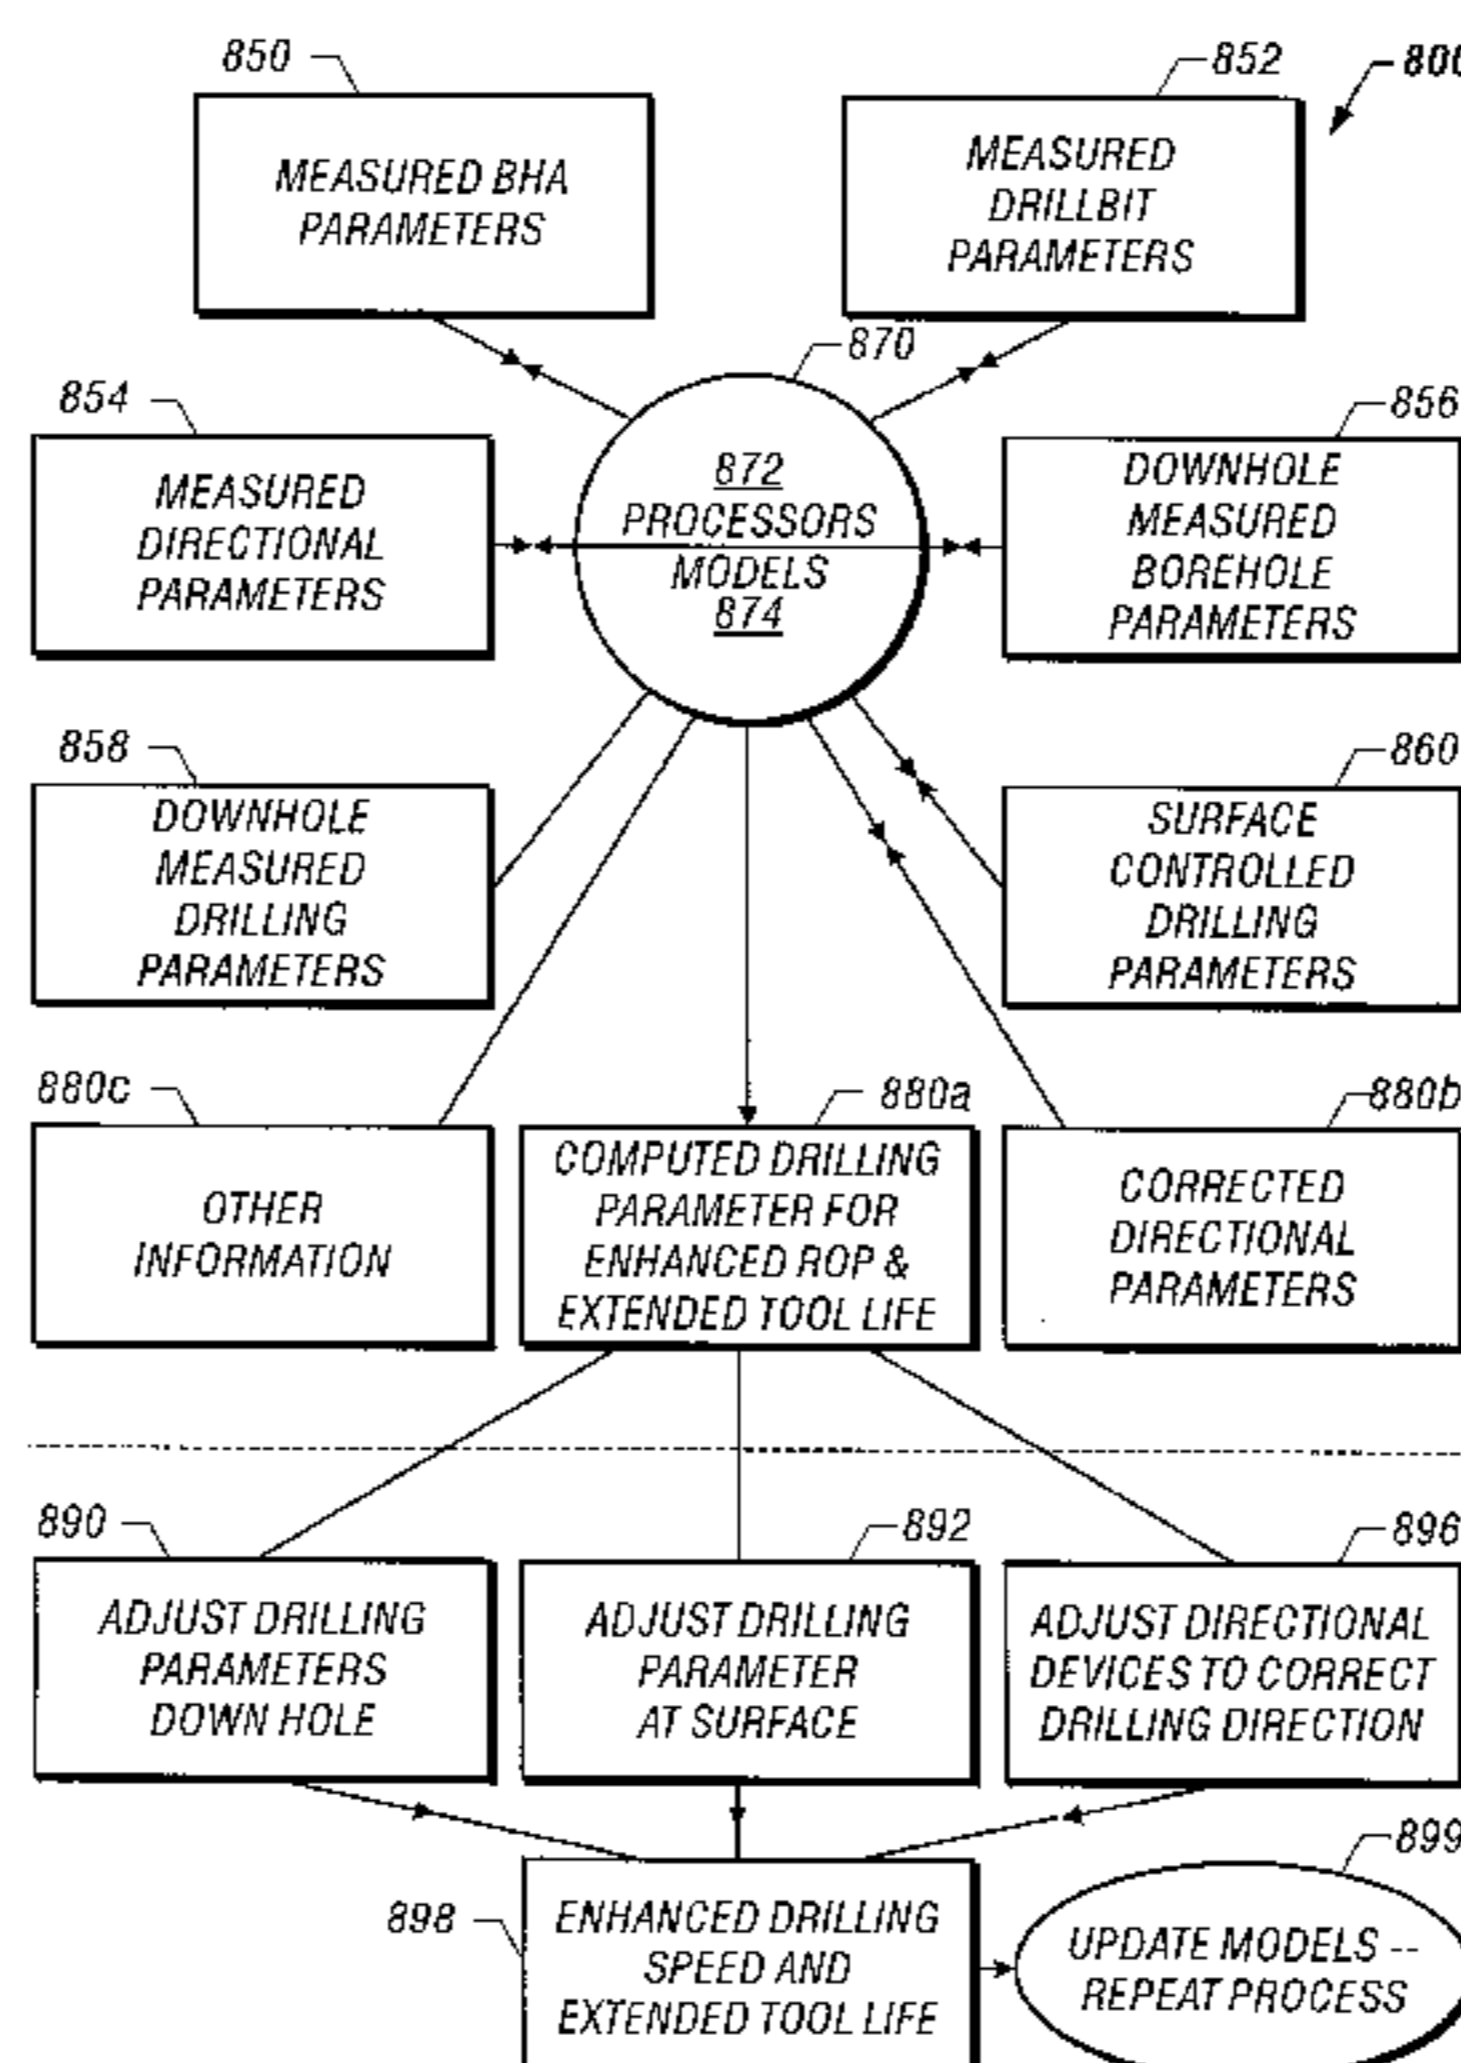 850
852
800
MEASURED BHA
PARAMETERS
MEASURED
DRILLBIT
PARAMETERS
870
854
856
MEASURED
DIRECTIONAL
PARAMETERS
872
PROCESSORS
MODELS
874
DOWNHOLE
MEASURED
BOREHOLE
PARAMETERS
858
860
DOWNHOLE
MEASURED
DRILLING
PARAMETERS
SURFACE
CONTROLLED
DRILLING
PARAMETERS
880c
880a
880b
OTHER
INFORMATION
COMPUTED DRILLING
PARAMETER FOR
ENHANCED ROP &
EXTENDED TOOL LIFE
CORRECTED
DIRECTIONAL
PARAMETERS
890
892
896
ADJUST DRILLING
PARAMETERS
DOWN HOLE
ADJUST DRILLING
PARAMETER
AT SURFACE
ADJUST DIRECTIONAL
DEVICES TO CORRECT
DRILLING DIRECTION
899
898
ENHANCED DRILLING
SPEED AND
EXTENDED TOOL LIFE
UPDATE MODELS --
REPEAT PROCESS